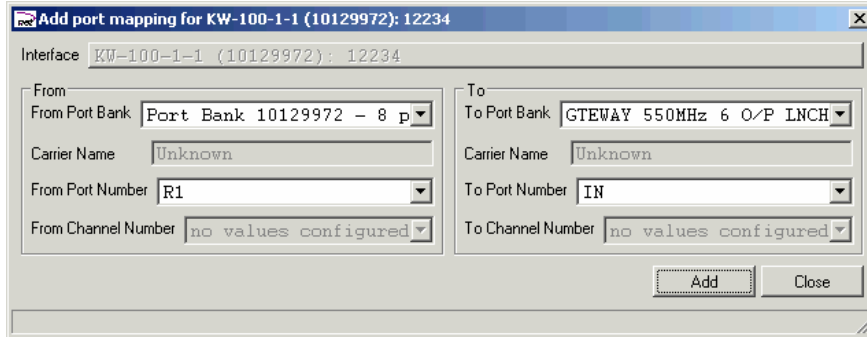 Add port mapping for KW-100-1-1 (10129972): 12234
Interface KW-100-1-1 (10129972): 12234
From
From Port Bank Port Bank 10129972 - 8 p
Carrier Name Unknown
From Port Number R1
From Channel Number no values configured
To
To Port Bank GTEWAY 550MHz 6 O/P LNCH
Carrier Name Unknown
To Port Number IN
To Channel Number no values configured
Add Close